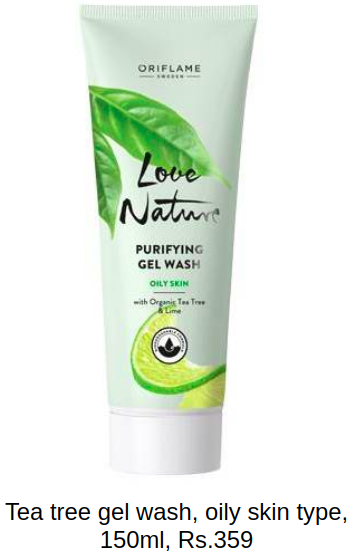 ORIFLAME
SWEDEN
Love
Nature
PURIFYING
GEL WASH
OILY SKIN
with Organic Tea Tree
& Lime
Tea tree gel wash, oily skin type,
150ml, Rs.359